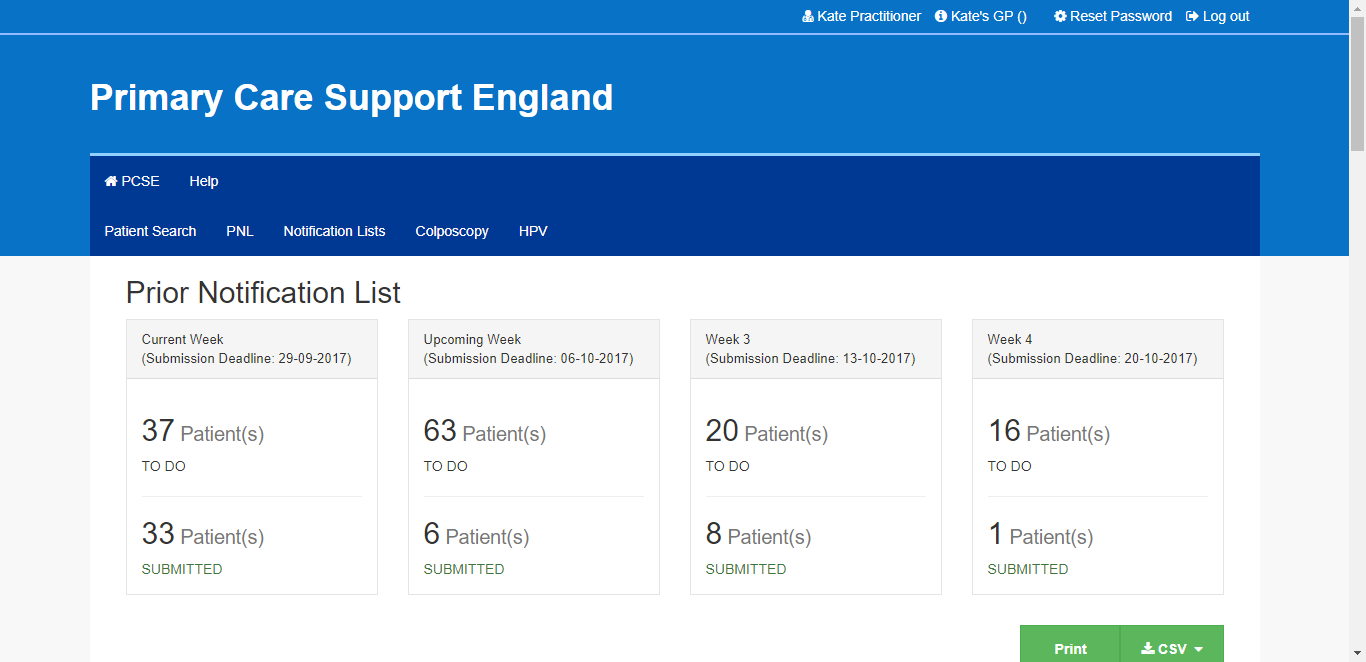 Kate Practitioner Kate's GP () Reset Password Log out
Primary Care Support England
PCSE Help
Patient Search PNL Notification Lists Colposcopy HPV
Prior Notification List
Current Week
(Submission Deadline: 29-09-2017)
37 Patient(s)
TO DO
33 Patient(s)
SUBMITTED
Upcoming Week
(Submission Deadline: 06-10-2017)
63 Patient(s)
TO DO
6 Patient(s)
SUBMITTED
Week 3
(Submission Deadline: 13-10-2017)
20 Patient(s)
TO DO
8 Patient(s)
SUBMITTED
Week 4
(Submission Deadline: 20-10-2017)
16 Patient(s)
TO DO
1 Patient(s)
SUBMITTED
Print CSV